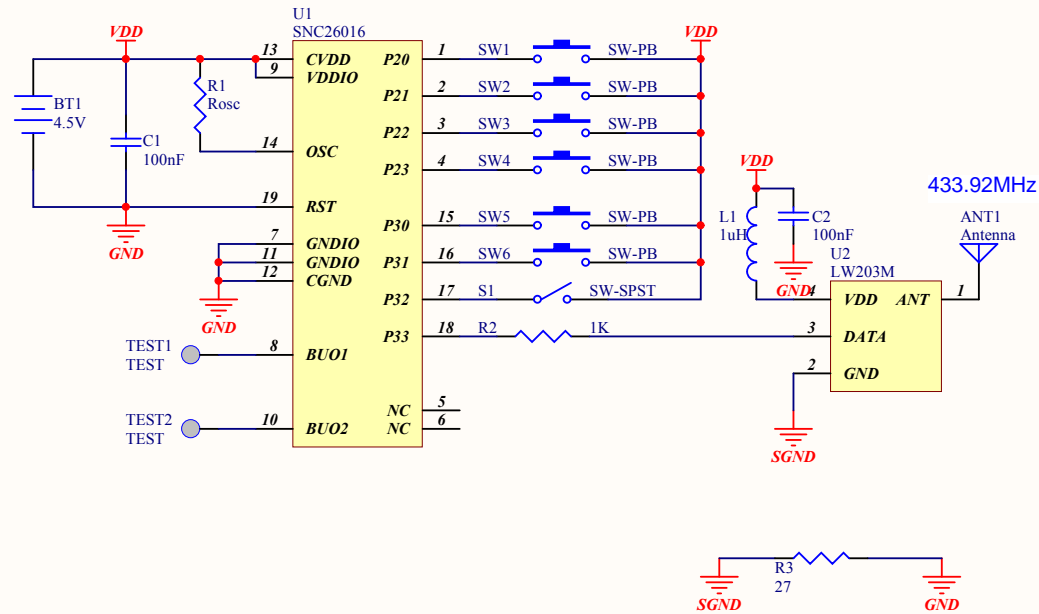 U1
SNC26016
VDD
BT1
4.5V
C1
100nF
R1
Rosc
GND
GND
TEST1
TEST
TEST2
TEST
13 CVDD
9 VDDIO
14 OSC
19 RST
7 GNDIO
11 GNDIO
12 CGND
8 BUO1
10 BUO2
P20 1 SW1 SW-PB
P21 2 SW2 SW-PB
P22 3 SW3 SW-PB
P23 4 SW4 SW-PB
P30 15 SW5 SW-PB
P31 16 SW6 SW-PB
P32 17 S1 SW-SPST
P33 18 R2 1K
NC 5
NC 6
VDD
VDD
L1
1uH
C2
100nF
GND
U2
LW203M
4 VDD
3 DATA
2 GND
ANT 1
433.92MHz
ANT1
Antenna
SGND
R3
27
SGND
GND